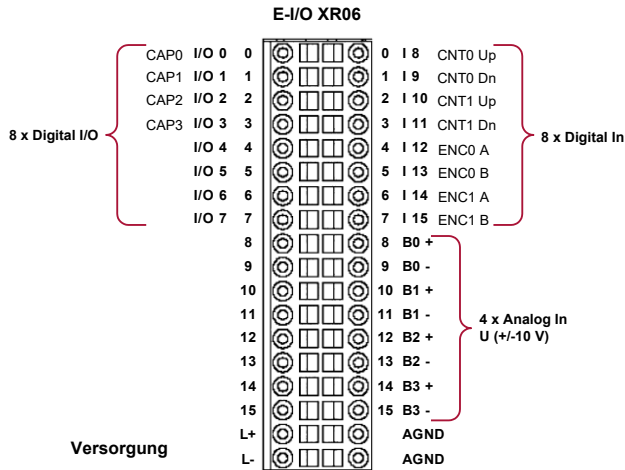 E-I/O XR06
CAP0 I/O 0 0 0 I 8 CNT0 Up
CAP1 I/O 1 1 1 I 9 CNT0 Dn
CAP2 I/O 2 2 2 I 10 CNT1 Up
CAP3 I/O 3 3 3 I 11 CNT1 Dn
8 x Digital I/O 8 x Digital In
I/O 4 4 4 I 12 ENC0 A
I/O 5 5 5 I 13 ENC0 B
I/O 6 6 6 I 14 ENC1 A
I/O 7 7 7 I 15 ENC1 B
8 8 B0 +
9 9 B0 -
10 10 B1 +
11 11 B1 -
4 x Analog In
U (+/-10 V)
12 12 B2 +
13 13 B2 -
14 14 B3 +
15 15 B3 -
Versorgung
L+ AGND
L- AGND